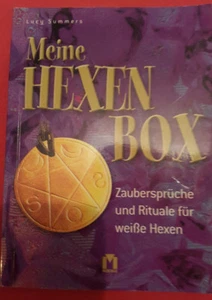 Lucy Summers
Meine
HEXEN
BOX
Zaubersprüche
und Rituale für
weiße Hexen